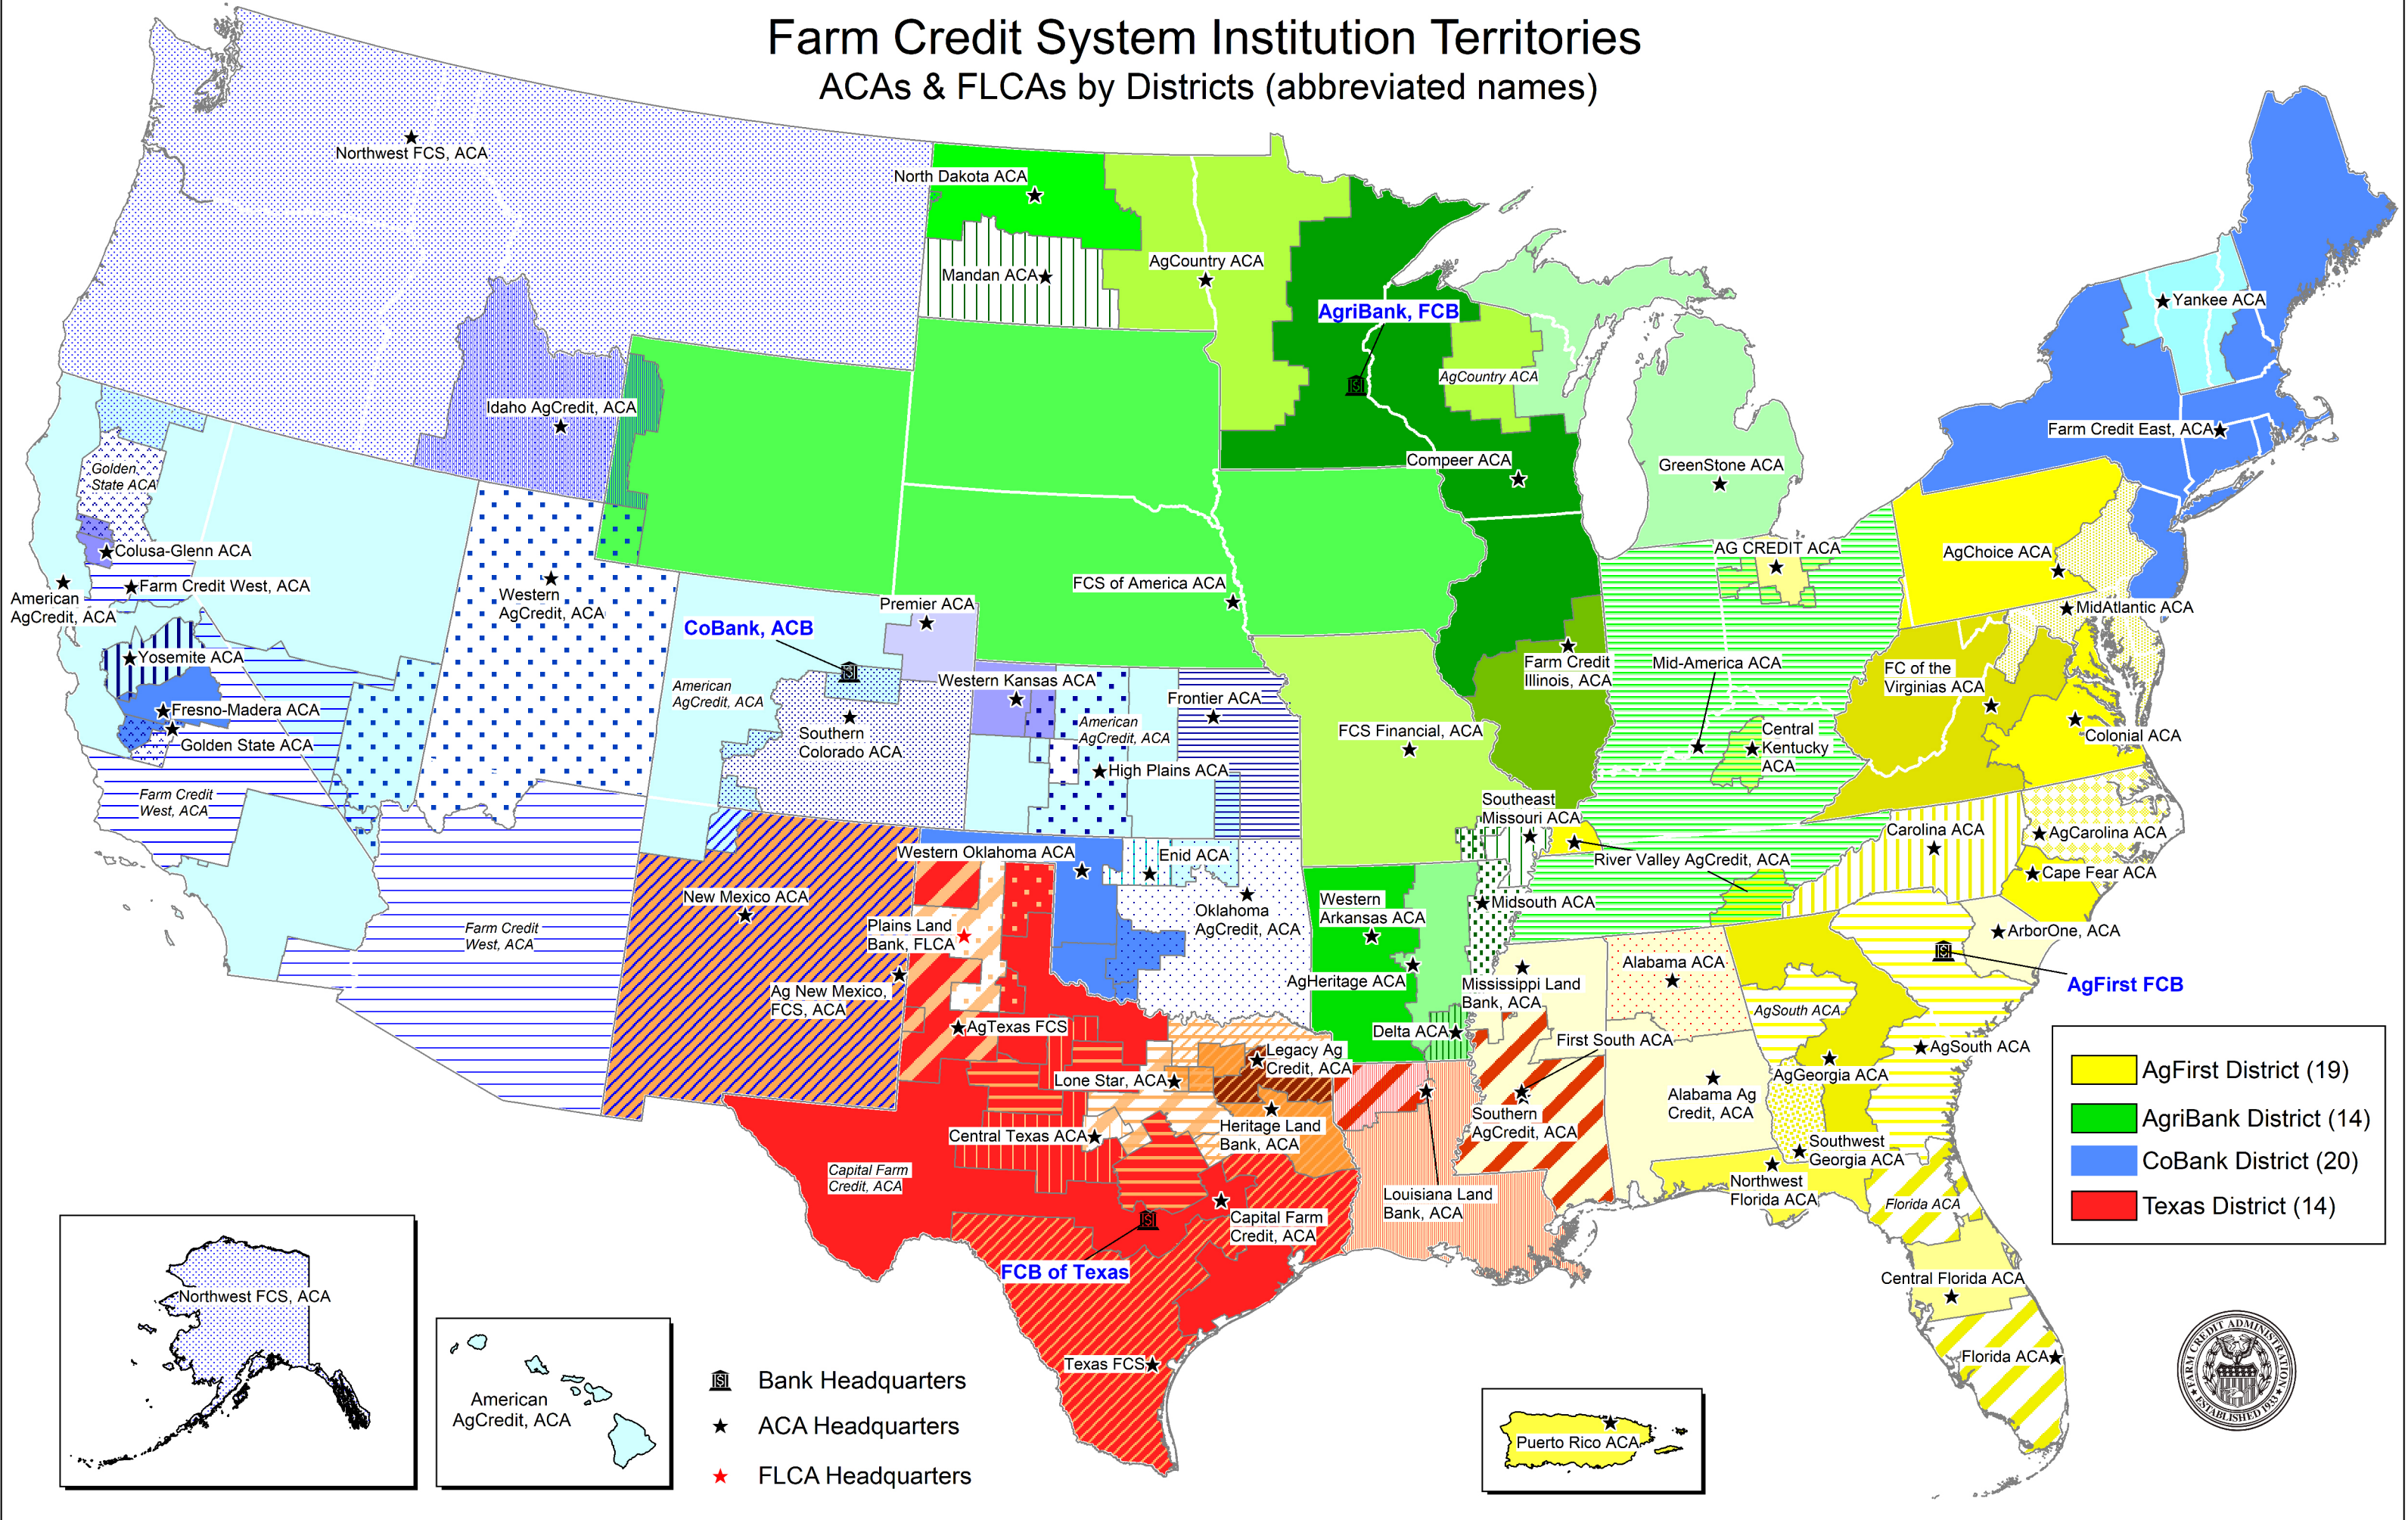 Farm Credit System Institution Territories
ACAs & FLCAs by Districts (abbreviated names)
Northwest FCS, ACA
North Dakota ACA
Mandan ACA
AgCountry ACA
AgriBank, FCB
AgCountry ACA
Yankee ACA
Idaho AgCredit, ACA
Farm Credit East, ACA
Compeer ACA
GreenStone ACA
Golden
State ACA
Colusa-Glenn ACA
Farm Credit West, ACA
American
AgCredit, ACA
Western
AgCredit, ACA
FCS of America ACA
AG CREDIT ACA
AgChoice ACA
MidAtlantic ACA
Premier ACA
CoBank, ACB
Yosemite ACA
Fresno-Madera ACA
Golden State ACA
American
AgCredit, ACA
Western Kansas ACA
Southern
Colorado ACA
American
AgCredit, ACA
Frontier ACA
High Plains ACA
Farm Credit
Illinois, ACA
Mid-America ACA
FC of the
Virginias ACA
FCS Financial, ACA
Central
Kentucky
ACA
Colonial ACA
Farm Credit
West, ACA
Southeast
Missouri ACA
River Valley AgCredit, ACA
Carolina ACA
AgCarolina ACA
Cape Fear ACA
Western Oklahoma ACA
Enid ACA
Oklahoma
AgCredit, ACA
New Mexico ACA
Plains Land
Bank, FLCA
Western
Arkansas ACA
Midsouth ACA
ArborOne, ACA
Farm Credit
West, ACA
AgHeritage ACA
Mississippi Land
Bank, ACA
Alabama ACA
AgFirst FCB
Ag New Mexico,
FCS, ACA
AgTexas FCS
Delta ACA
First South ACA
AgSouth ACA
AgSouth ACA
AgGeorgia ACA
Legacy Ag
Credit, ACA
Lone Star, ACA
Central Texas ACA
Heritage Land
Bank, ACA
Southern
AgCredit, ACA
Alabama Ag
Credit, ACA
Southwest
Georgia ACA
Northwest
Florida ACA
Florida ACA
Capital Farm
Credit, ACA
Louisiana Land
Bank, ACA
Capital Farm
Credit, ACA
FCB of Texas
Central Florida ACA
Florida ACA
Texas FCS
AgFirst District (19)
AgriBank District (14)
CoBank District (20)
Texas District (14)
Northwest FCS, ACA
American
AgCredit, ACA
Bank Headquarters
ACA Headquarters
FLCA Headquarters
Puerto Rico ACA
FARM CREDIT ADMINISTRATION
ESTABLISHED 1933